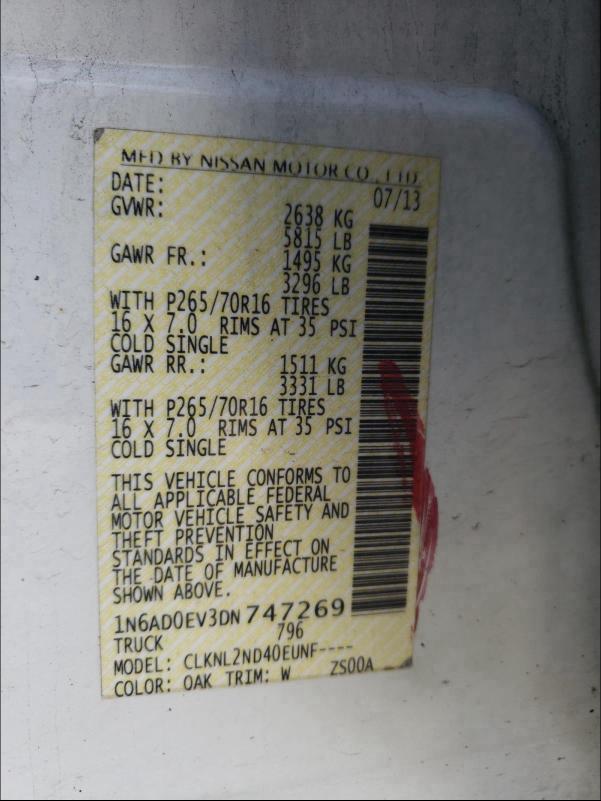 MFD BY NISSAN MOTOR CO., LTD.
DATE: 07/13
GVWR: 2638 KG
5815 LB
GAWR FR.: 1495 KG
3296 LB
WITH P265/70R16 TIRES
16 X 7.0 RIMS AT 35 PSI
COLD SINGLE
GAWR RR.: 1511 KG
3331 LB
WITH P265/70R16 TIRES
16 X 7.0 RIMS AT 35 PSI
COLD SINGLE
THIS VEHICLE CONFORMS TO
ALL APPLICABLE FEDERAL
MOTOR VEHICLE SAFETY AND
THEFT PREVENTION
STANDARDS IN EFFECT ON
THE DATE OF MANUFACTURE
SHOWN ABOVE.
1N6AD0EV3DN747269
TRUCK 796
MODEL: CLKNL2ND40EUNF----
COLOR: QAK TRIM: W ZS00A